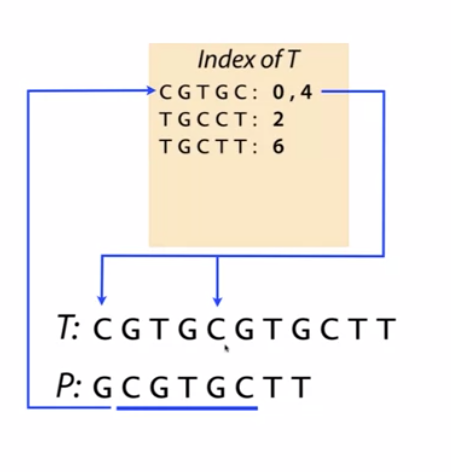 Index of T
CGTGC: 0,4
TGCCT: 2
TGCTT: 6
T: CGTGCGTGCTT
P: GCGTGCTT